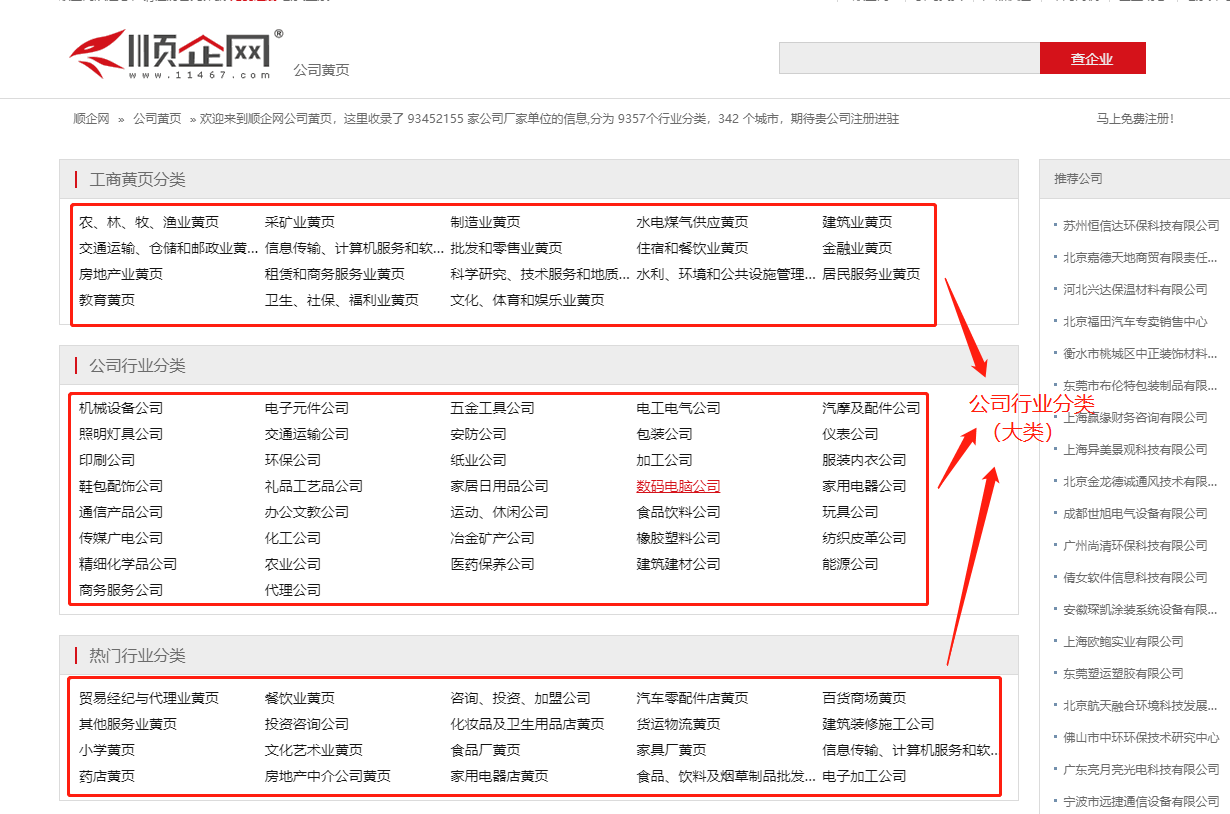 顺企网®
www.11467.com
公司黄页
查企业
顺企网 » 公司黄页 » 欢迎来到顺企网公司黄页，这里收录了 93452155 家公司厂家单位的信息,分为 9357个行业分类，342 个城市，期待贵公司注册进驻
马上免费注册!
工商黄页分类
农、林、牧、渔业黄页 采矿业黄页 制造业黄页 水电煤气供应黄页 建筑业黄页
交通运输、仓储和邮政业黄... 信息传输、计算机服务和软... 批发和零售业黄页 住宿和餐饮业黄页 金融业黄页
房地产业黄页 租赁和商务服务业黄页 科学研究、技术服务和地质... 水利、环境和公共设施管理... 居民服务业黄页
教育黄页 卫生、社保、福利业黄页 文化、体育和娱乐业黄页
公司行业分类
机械设备公司 电子元件公司 五金工具公司 电工电气公司 汽摩及配件公司
照明灯具公司 交通运输公司 安防公司 包装公司 仪表公司
印刷公司 环保公司 纸业公司 加工公司 服装内衣公司
鞋包配饰公司 礼品工艺品公司 家居日用品公司 数码电脑公司 家用电器公司
通信产品公司 办公文教公司 运动、休闲公司 食品饮料公司 玩具公司
传媒广电公司 化工公司 冶金矿产公司 橡胶塑料公司 纺织皮革公司
精细化学品公司 农业公司 医药保养公司 建筑建材公司 能源公司
商务服务公司 代理公司
公司行业分类
（大类）
热门行业分类
贸易经纪与代理业黄页 餐饮业黄页 咨询、投资、加盟公司 汽车零配件店黄页 百货商场黄页
其他服务业黄页 投资咨询公司 化妆品及卫生用品店黄页 货运物流黄页 建筑装修施工公司
小学黄页 文化艺术业黄页 食品厂黄页 家具厂黄页 信息传输、计算机服务和软...
药店黄页 房地产中介公司黄页 家用电器店黄页 食品、饮料及烟草制品批发... 电子加工公司
推荐公司
苏州恒信达环保科技有限公司
北京嘉德天地商贸有限责任...
河北兴达保温材料有限公司
北京福田汽车专卖销售中心
衡水市桃城区中正装饰材料...
东莞市布伦特包装制品有限...
上海赢缘财务咨询有限公司
上海异美景观科技有限公司
北京金龙德诚通风技术有限...
成都世旭电气设备有限公司
广州尚清环保科技有限公司
倩女软件信息科技有限公司
安徽琛凯涂装系统设备有限...
上海欧鲍实业有限公司
东莞塑运塑胶有限公司
北京航天融合环境科技发展...
佛山市中环环保技术研究中心
广东亮月亮光电科技有限公司
宁波市远捷通信设备有限公司